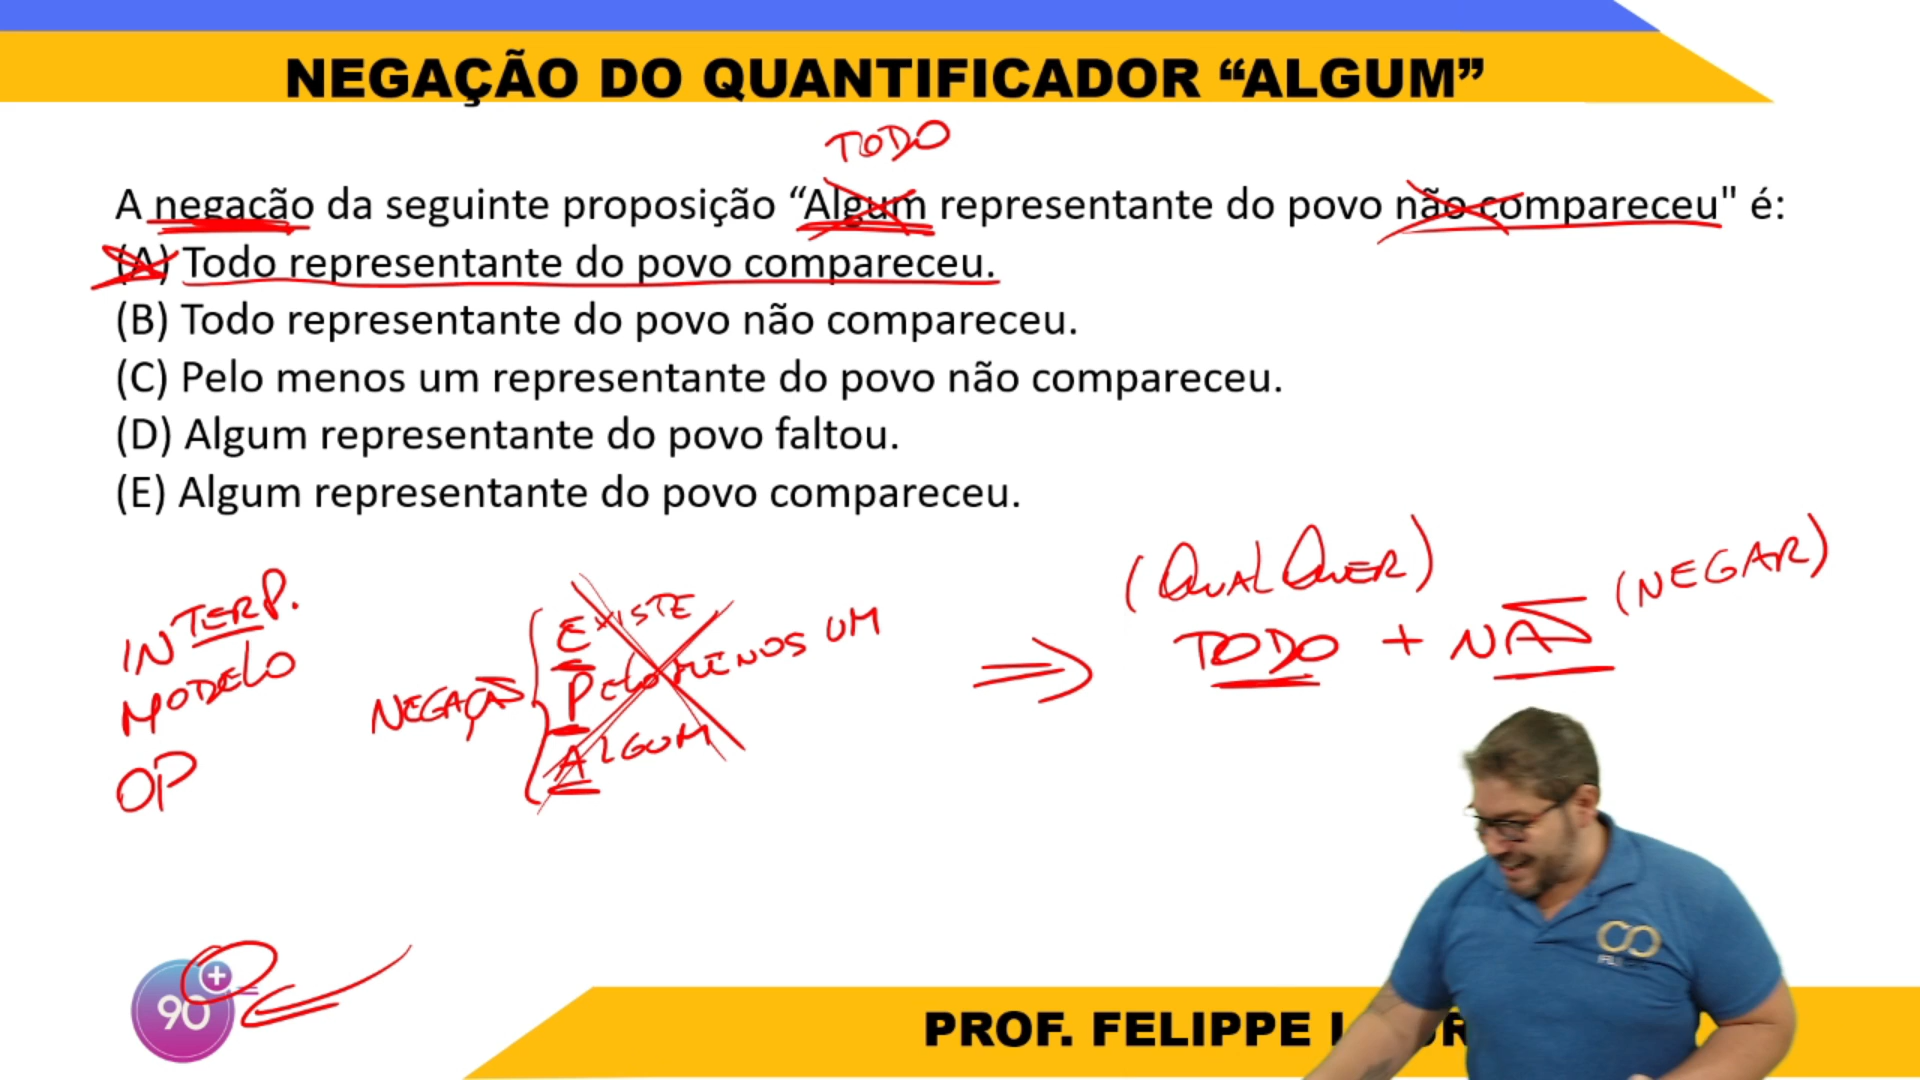 NEGAÇÃO DO QUANTIFICADOR “ALGUM”
TODO
A negação da seguinte proposição “Algum representante do povo não compareceu" é:
(A) Todo representante do povo compareceu.
(B) Todo representante do povo não compareceu.
(C) Pelo menos um representante do povo não compareceu.
(D) Algum representante do povo faltou.
(E) Algum representante do povo compareceu.
INTERP.
MODELO
OP
NEGAÇÃO
EXISTE
PELO MENOS UM
ALGUM
(QUALQUER)
TODO + NÃO (NEGAR)
90+
PROF. FELIPPE